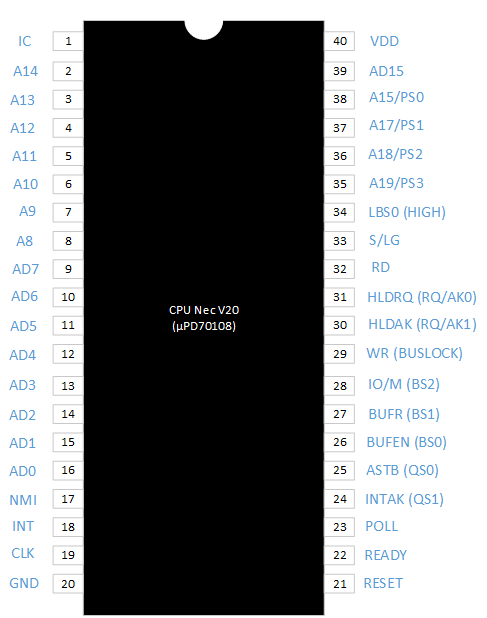 IC 1 40 VDD
A14 2 39 AD15
A13 3 38 A15/PS0
A12 4 37 A17/PS1
A11 5 36 A18/PS2
A10 6 35 A19/PS3
A9 7 34 LBS0 (HIGH)
A8 8 33 S/LG
AD7 9 32 RD
AD6 10 31 HLDRQ (RQ/AK0)
CPU Nec V20
(µPD70108)
AD5 11 30 HLDAK (RQ/AK1)
AD4 12 29 WR (BUSLOCK)
AD3 13 28 IO/M (BS2)
AD2 14 27 BUFR (BS1)
AD1 15 26 BUFEN (BS0)
AD0 16 25 ASTB (QS0)
NMI 17 24 INTAK (QS1)
INT 18 23 POLL
CLK 19 22 READY
GND 20 21 RESET